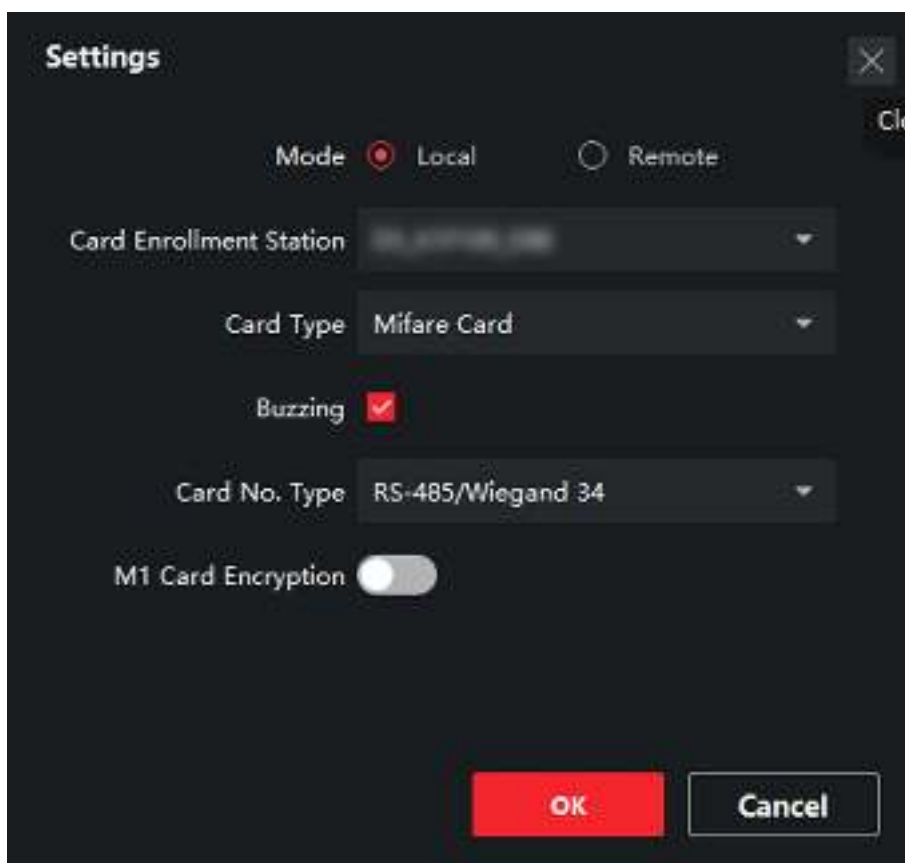 Settings
Clo
Mode Local Remote
Card Enrollment Station
Card Type Mifare Card
Buzzing
Card No. Type RS-485/Wiegand 34
M1 Card Encryption
OK Cancel